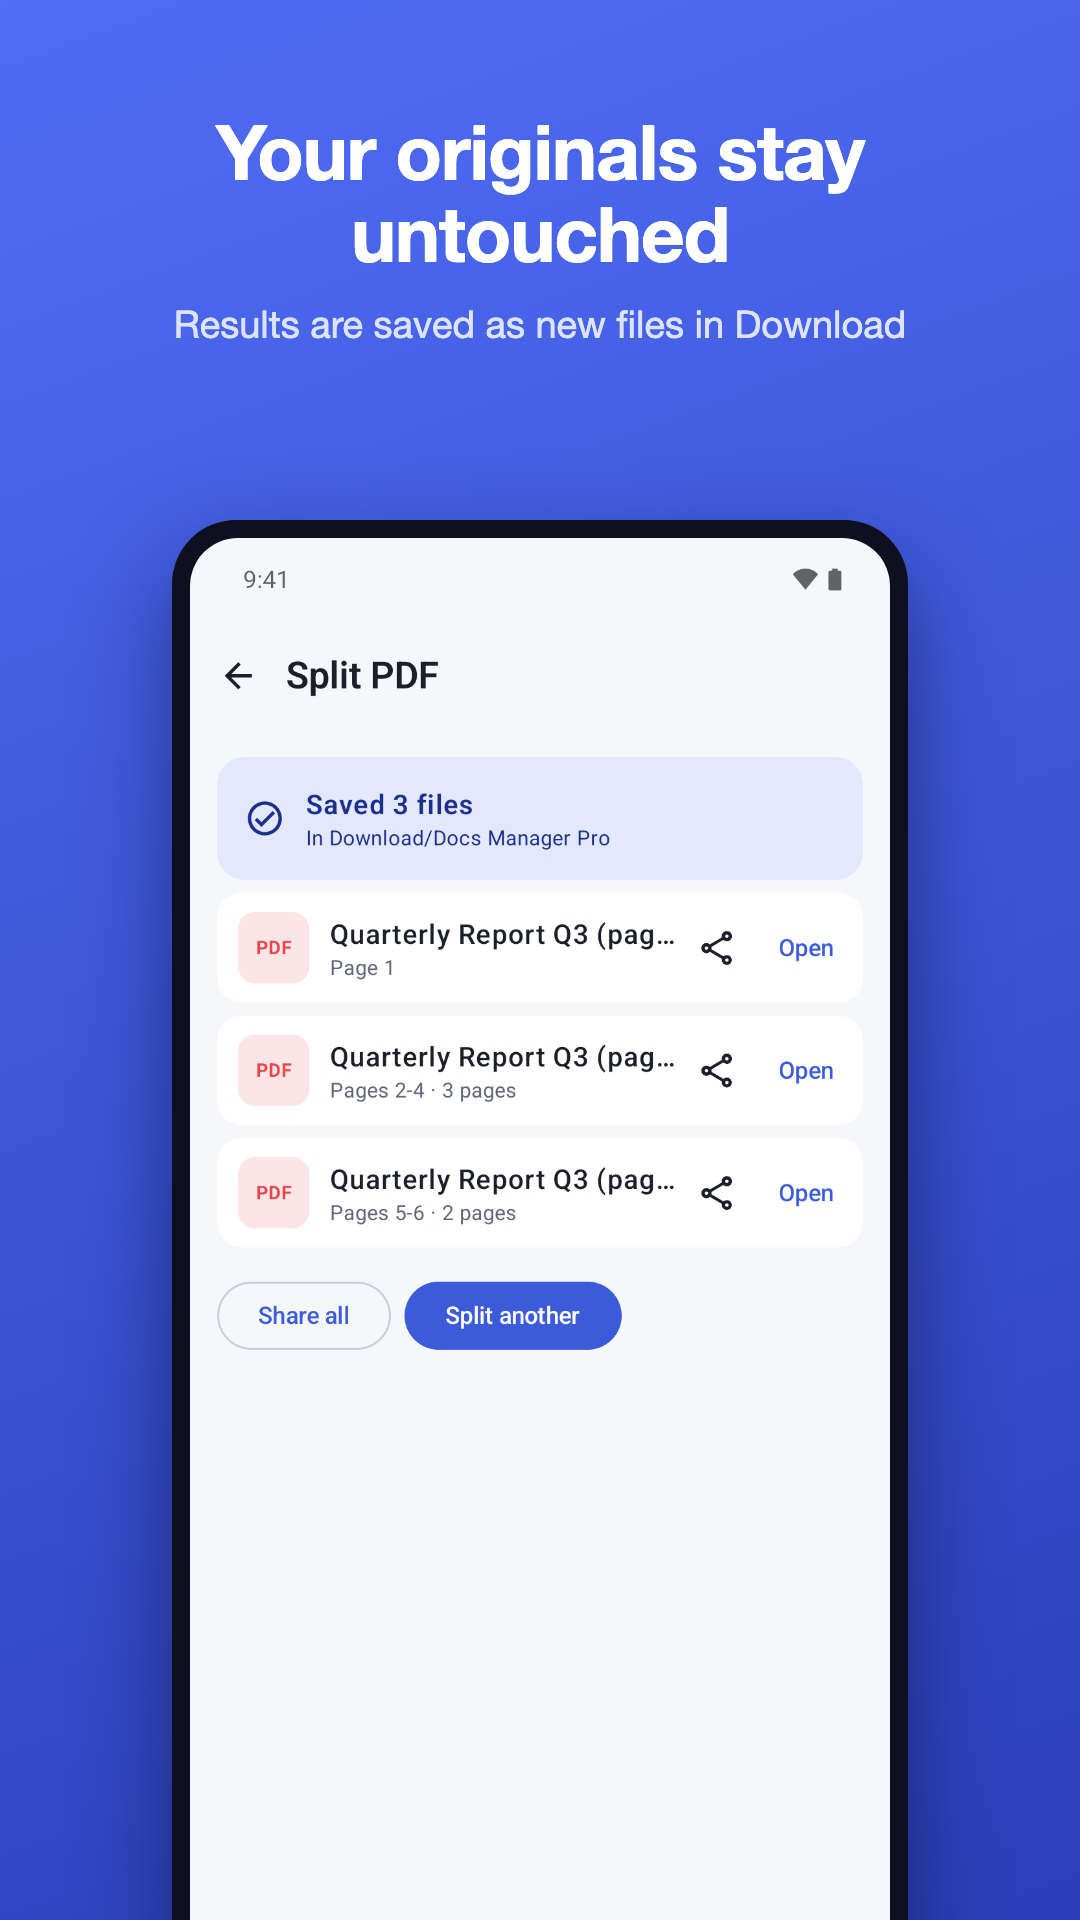 Your originals stay
untouched
Results are saved as new files in Download
9:41
Split PDF
Saved 3 files
In Download/Docs Manager Pro
PDF
Quarterly Report Q3 (pag…
Page 1
Open
PDF
Quarterly Report Q3 (pag…
Pages 2-4 · 3 pages
Open
PDF
Quarterly Report Q3 (pag…
Pages 5-6 · 2 pages
Open
Share all
Split another